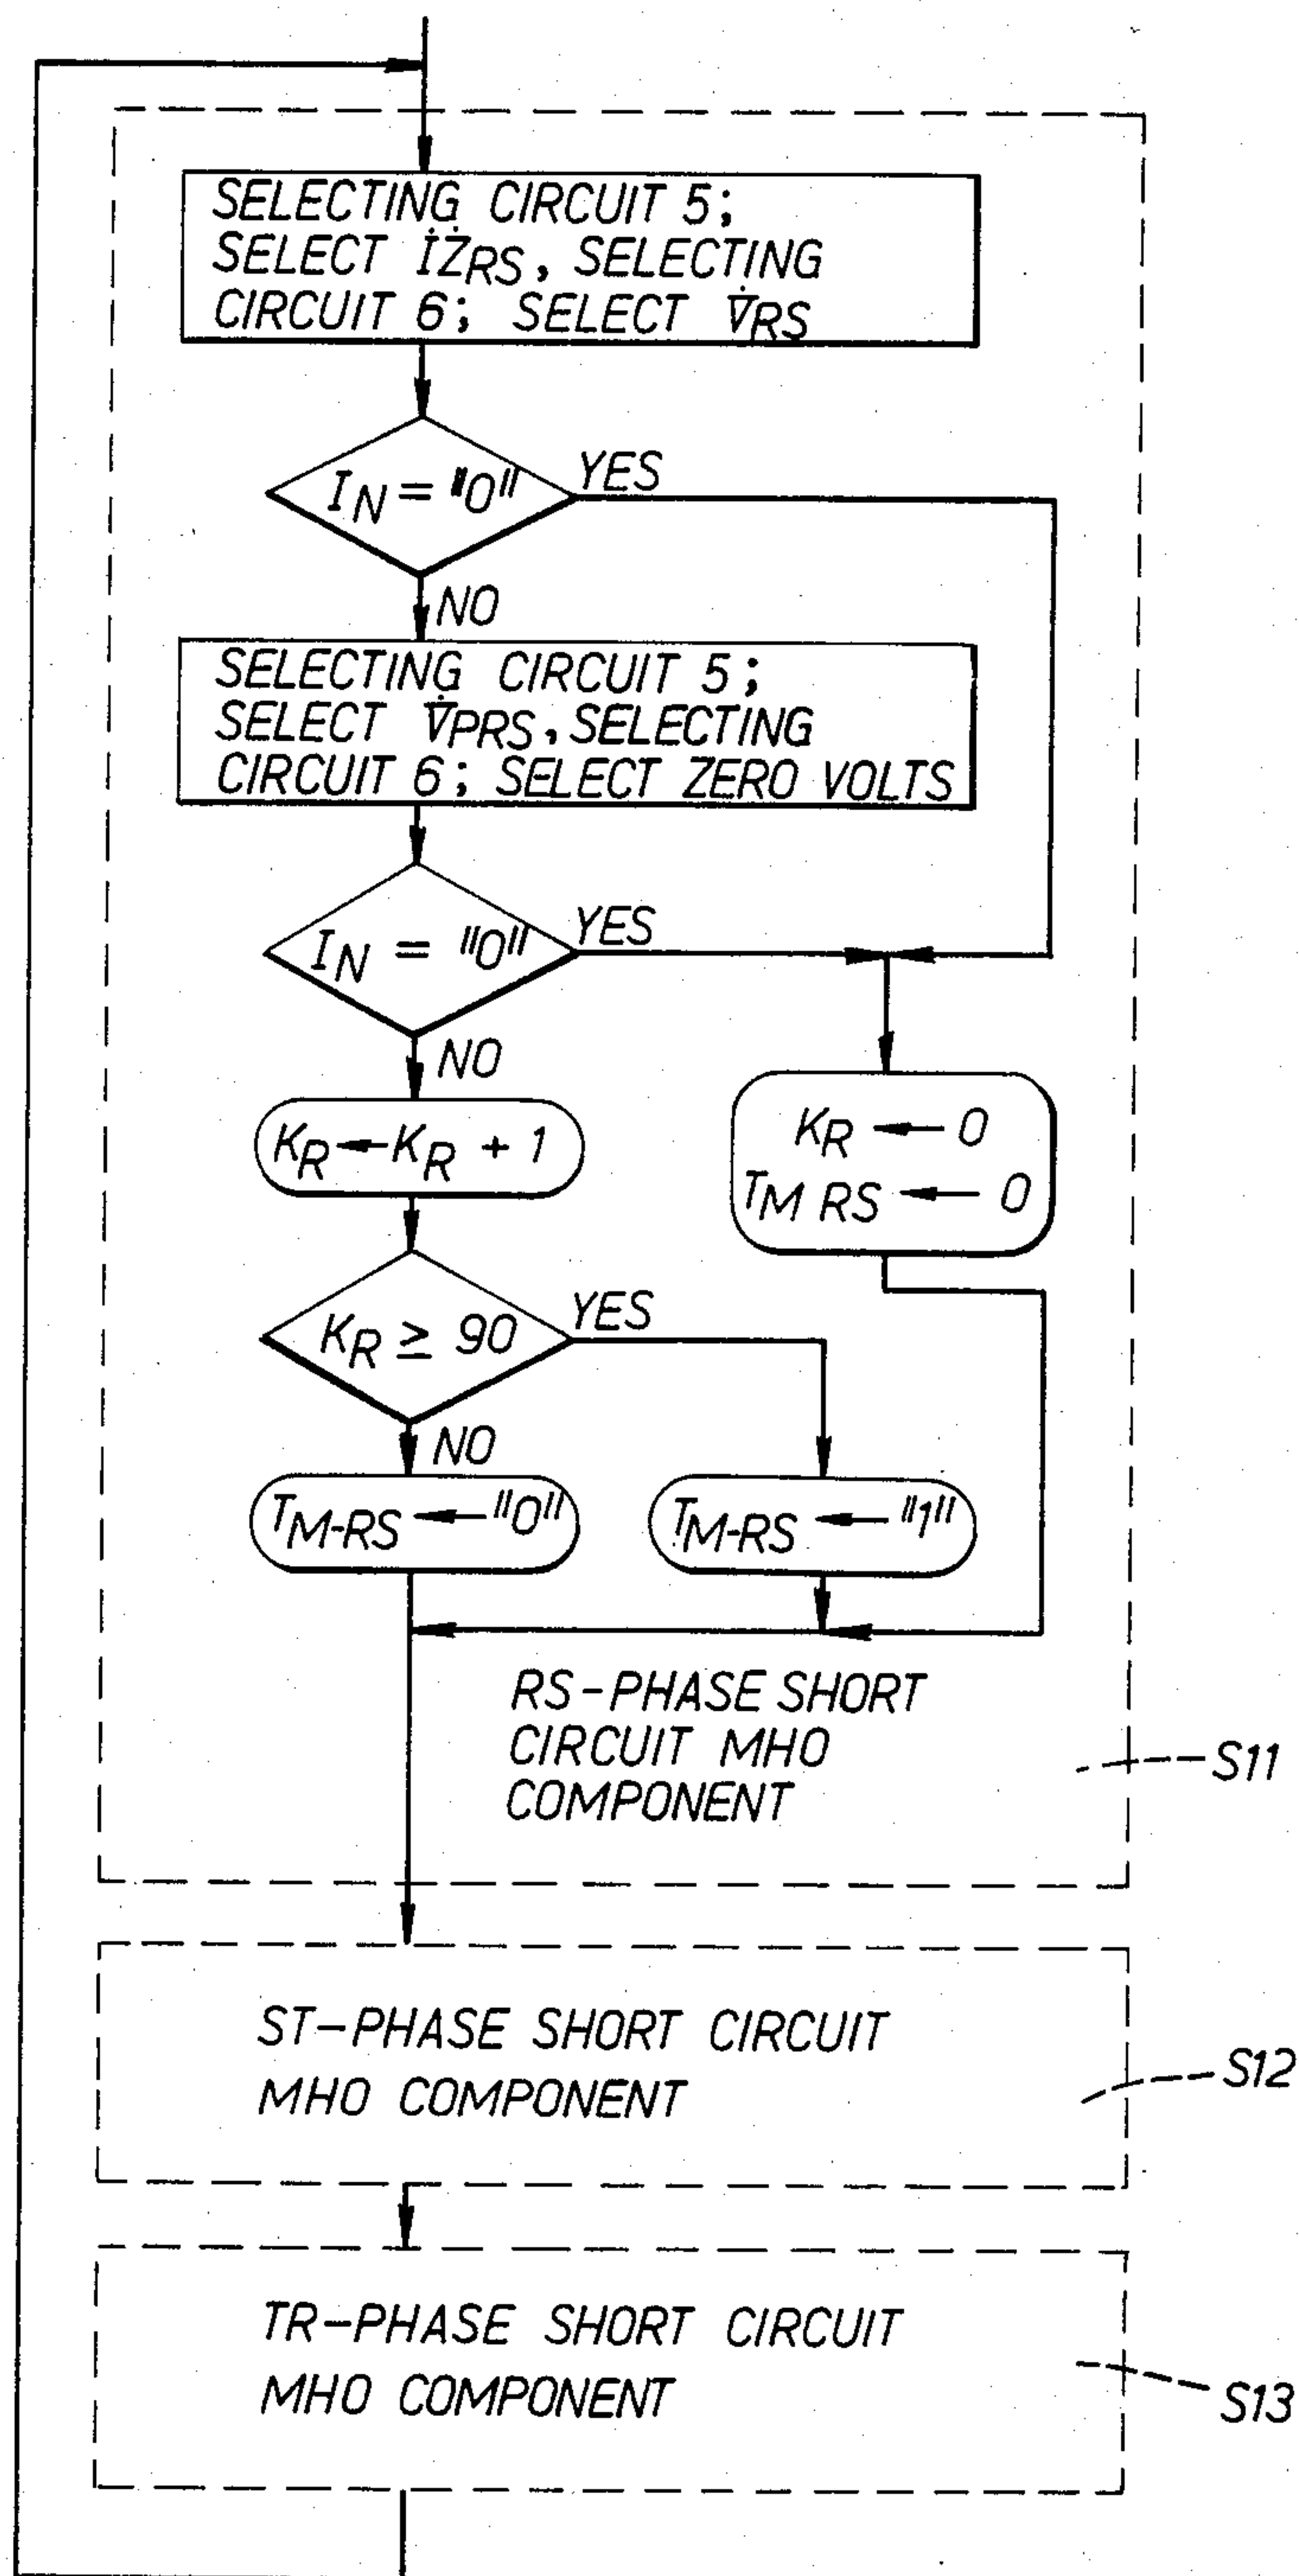 SELECTING CIRCUIT 5;
SELECT İŻRS, SELECTING
CIRCUIT 6; SELECT V̇RS
IN = "0"
YES
NO
SELECTING CIRCUIT 5;
SELECT V̇PRS, SELECTING
CIRCUIT 6; SELECT ZERO VOLTS
IN = "0"
YES
NO
KR ← KR + 1
KR ← 0
TM RS ← 0
KR ≥ 90
YES
NO
TM-RS ← "0"
TM-RS ← "1"
RS-PHASE SHORT
CIRCUIT MHO
COMPONENT
S11
ST-PHASE SHORT CIRCUIT
MHO COMPONENT
S12
TR-PHASE SHORT CIRCUIT
MHO COMPONENT
S13